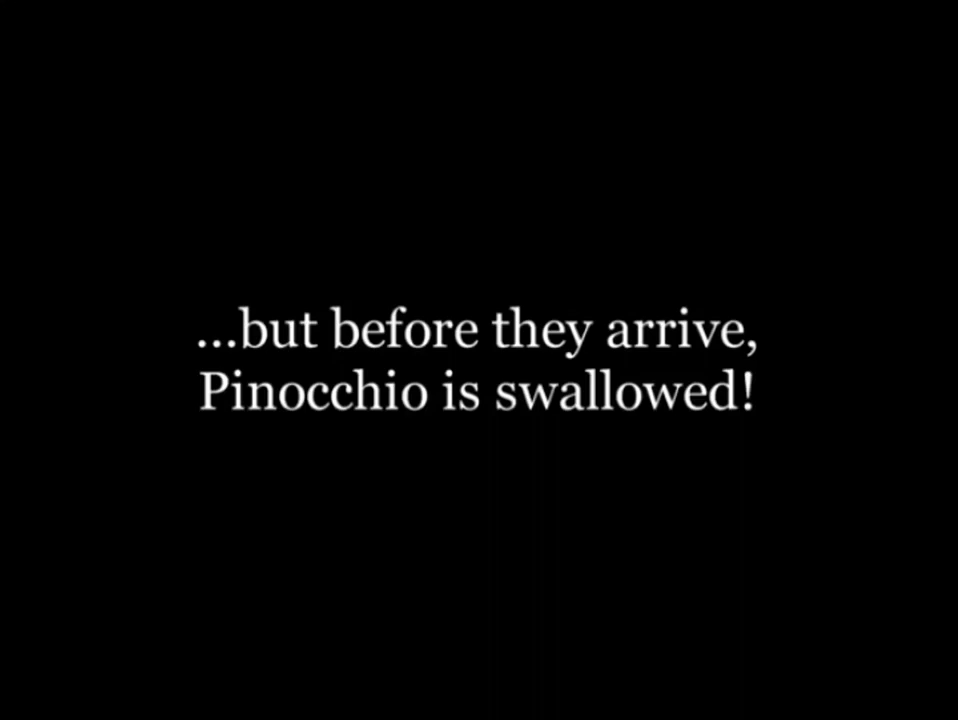 ...but before they arrive,
Pinocchio is swallowed!